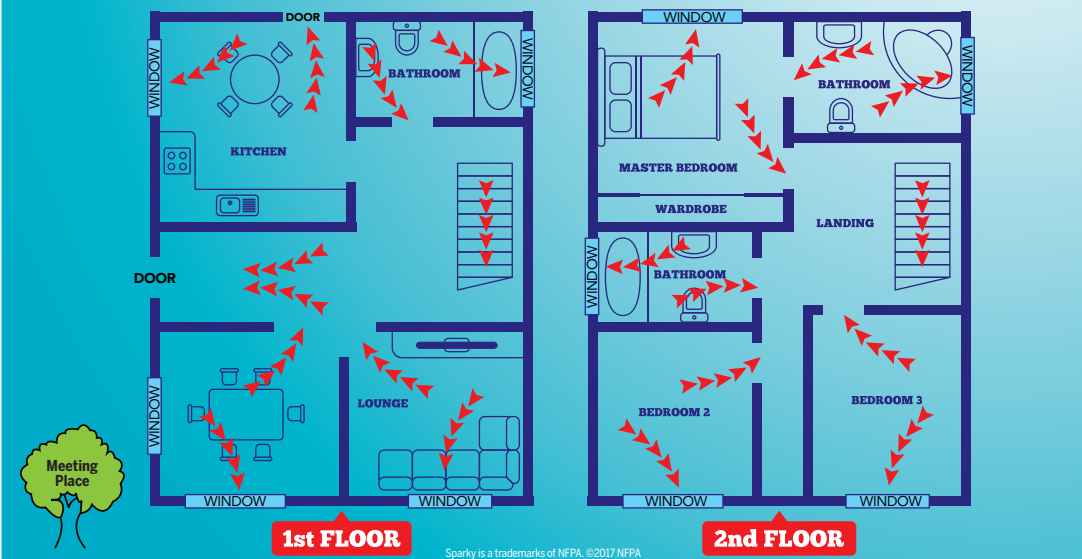 DOOR
WINDOW
WINDOW
BATHROOM
KITCHEN
DOOR
WINDOW
LOUNGE
Meeting
Place
WINDOW
WINDOW
1st FLOOR
WINDOW
WINDOW
BATHROOM
MASTER BEDROOM
WARDROBE
LANDING
WINDOW
BATHROOM
BEDROOM 2
BEDROOM 3
WINDOW
WINDOW
2nd FLOOR
Sparky is a trademarks of NFPA. ©2017 NFPA